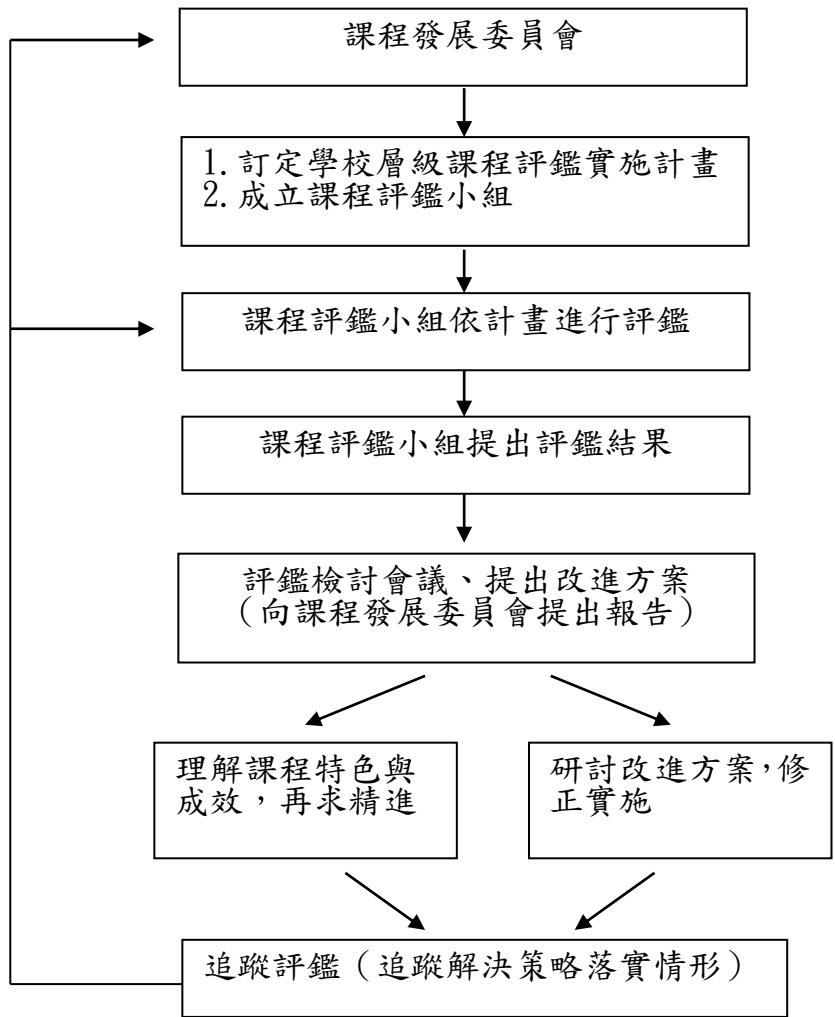 課程發展委員會
1.訂定學校層級課程評鑑實施計畫
2.成立課程評鑑小組
課程評鑑小組依計畫進行評鑑
課程評鑑小組提出評鑑結果
評鑑檢討會議、提出改進方案
（向課程發展委員會提出報告）
理解課程特色與
成效，再求精進
研討改進方案，修
正實施
追蹤評鑑（追蹤解決策略落實情形）